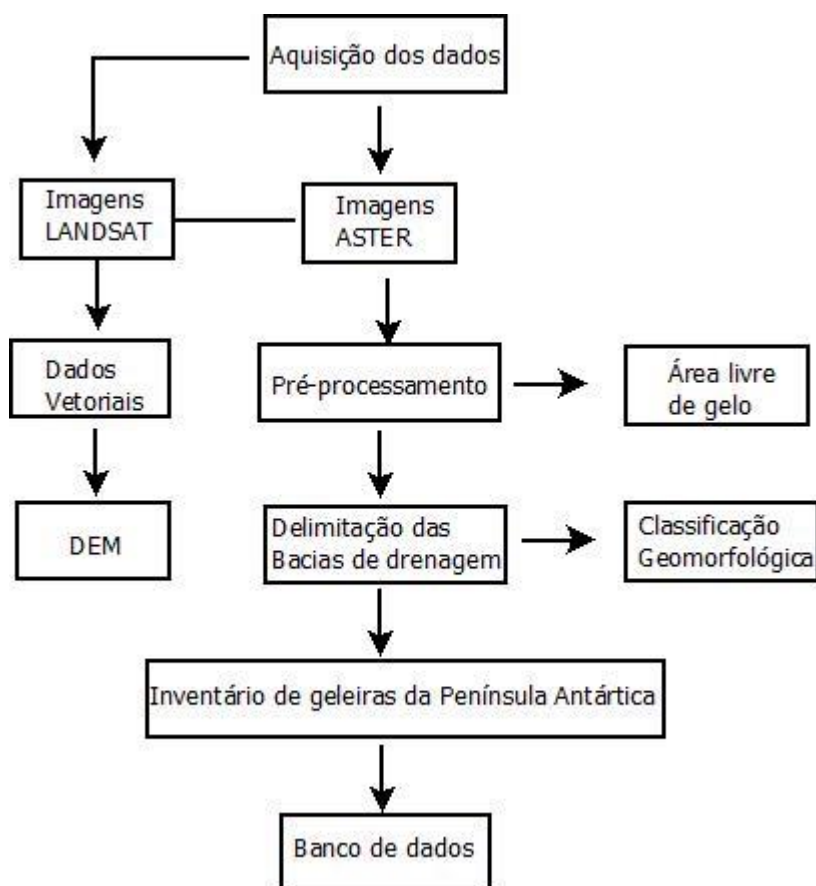 Aquisição dos dados
Imagens
LANDSAT
Imagens
ASTER
Dados
Vetoriais
Pré-processamento
Área livre
de gelo
DEM
Delimitação das
Bacias de drenagem
Classificação
Geomorfológica
Inventário de geleiras da Península Antártica
Banco de dados